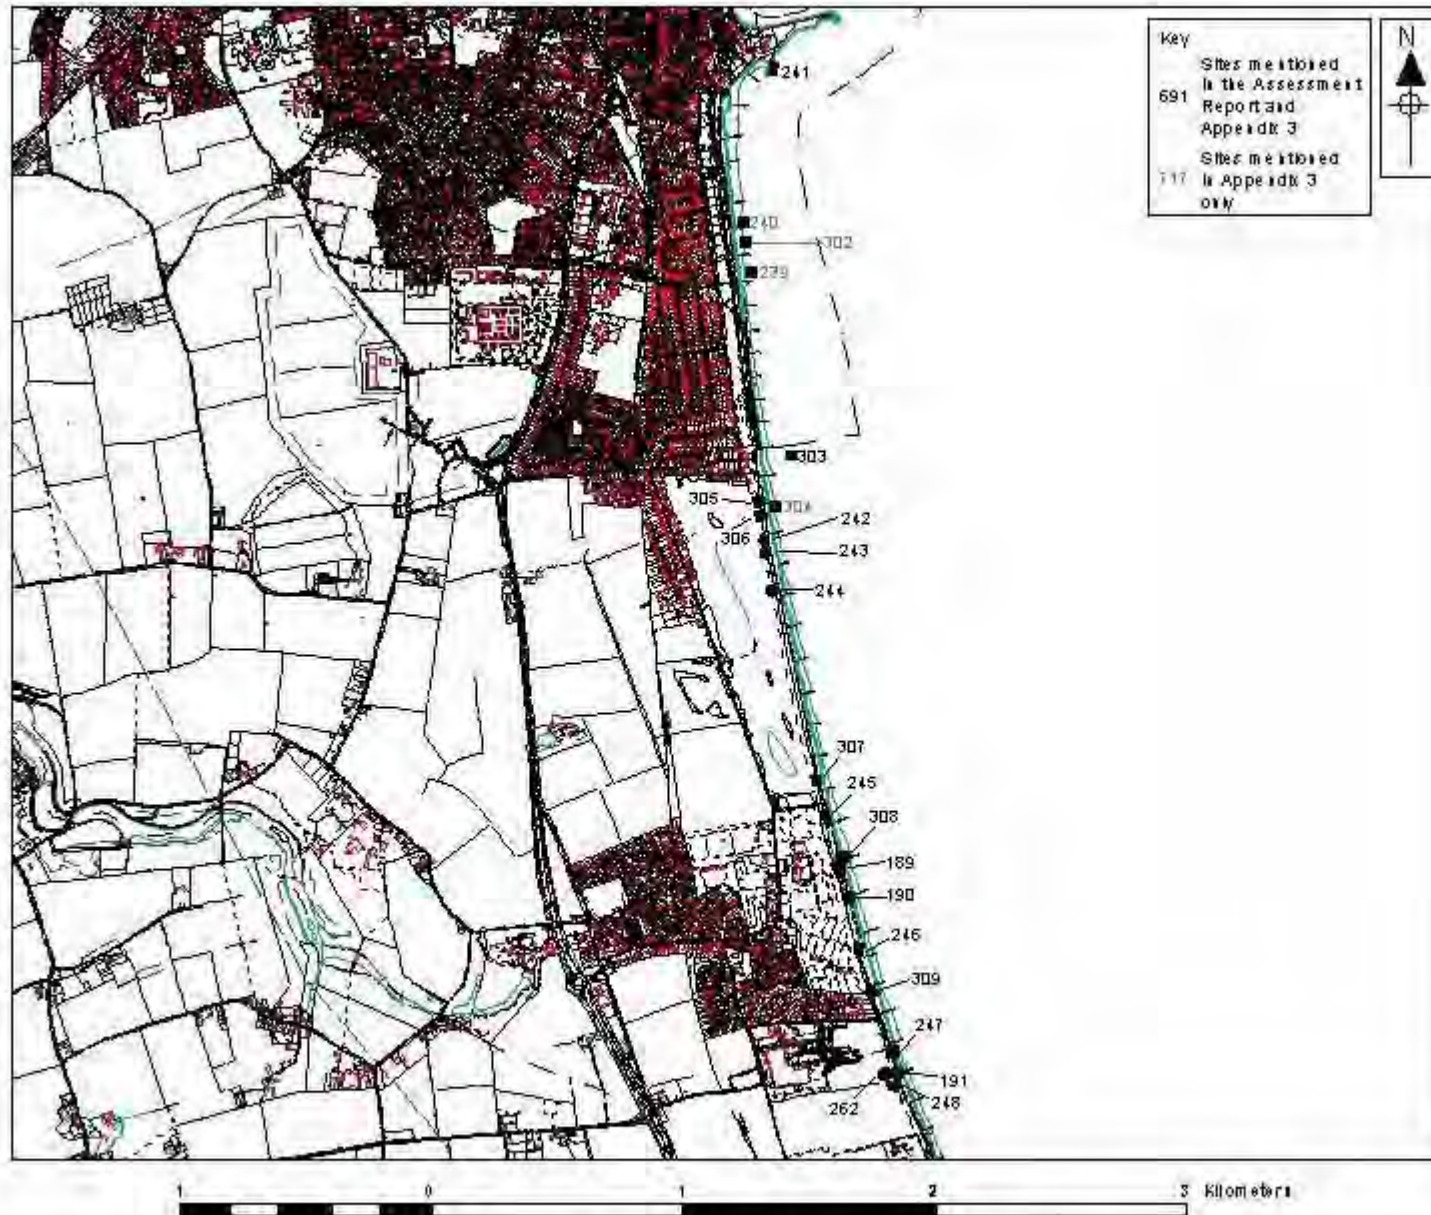 Key
N
Sites mentioned
in the Assessment
691 Report and
Appendix 3
Sites mentioned
in Appendix 3
only
241
240
302
239
303
305
304
306
242
243
244
307
245
308
189
190
246
309
247
191
262
248
1 0 1 2 3 Kilometers